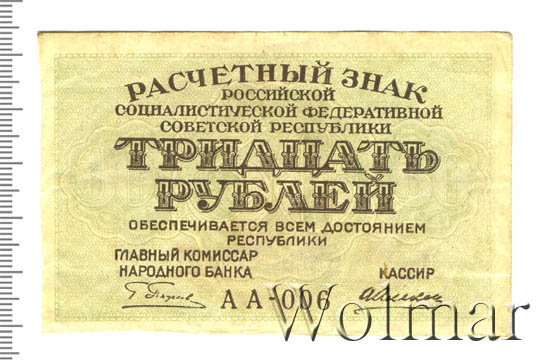 РАСЧЕТНЫЙ ЗНАК
РОССИЙСКОЙ
СОЦИАЛИСТИЧЕСКОЙ ФЕДЕРАТИВНОЙ
СОВЕТСКОЙ РЕСПУБЛИКИ
ТРИДЦАТЬ
РУБЛЕЙ
ОБЕСПЕЧИВАЕТСЯ ВСЕМ ДОСТОЯНИЕМ
РЕСПУБЛИКИ
ГЛАВНЫЙ КОМИССАР
НАРОДНОГО БАНКА
КАССИР
АА-006
Wolmar